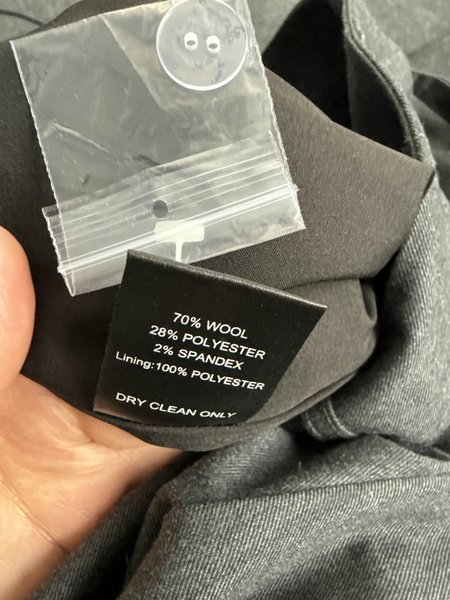 70% WOOL
28% POLYESTER
2% SPANDEX
Lining:100% POLYESTER
DRY CLEAN ONLY